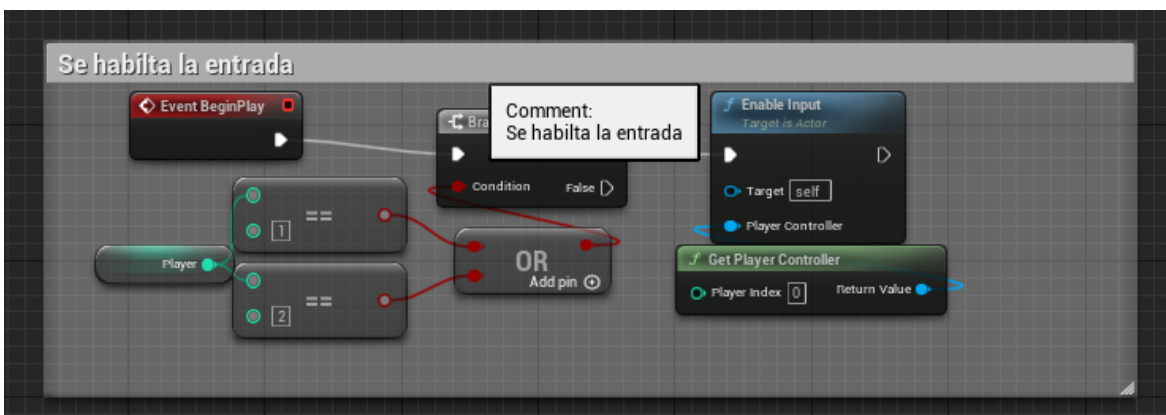 Se habilta la entrada
Event BeginPlay
Comment:
Se habilta la entrada
Enable Input
Target is Actor
Condition
False
Target self
Player Controller
==
1
Player
OR
Add pin
==
2
Get Player Controller
Player Index 0
Return Value